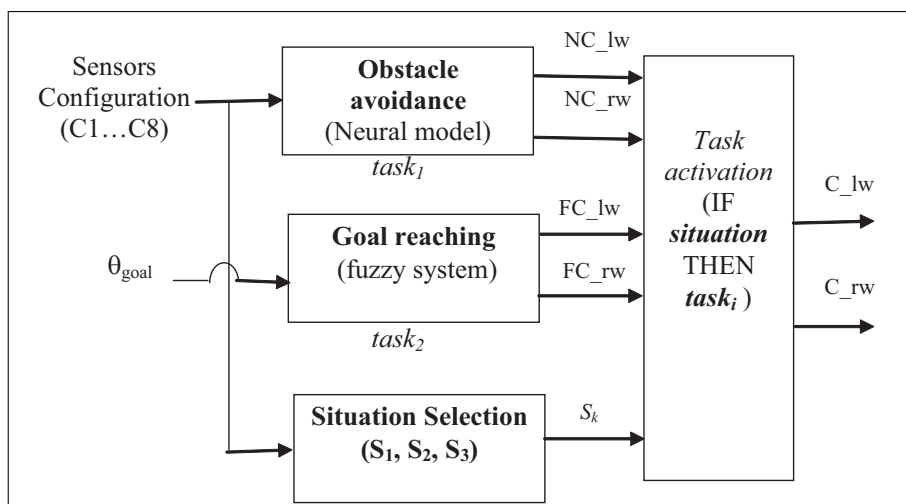 Sensors
Configuration
(C1…C8)
θgoal
Obstacle
avoidance
(Neural model)
task1
Goal reaching
(fuzzy system)
task2
Situation Selection
(S1, S2, S3)
NC_lw
NC_rw
FC_lw
FC_rw
Sk
Task
activation
(IF
situation
THEN
taski )
C_lw
C_rw